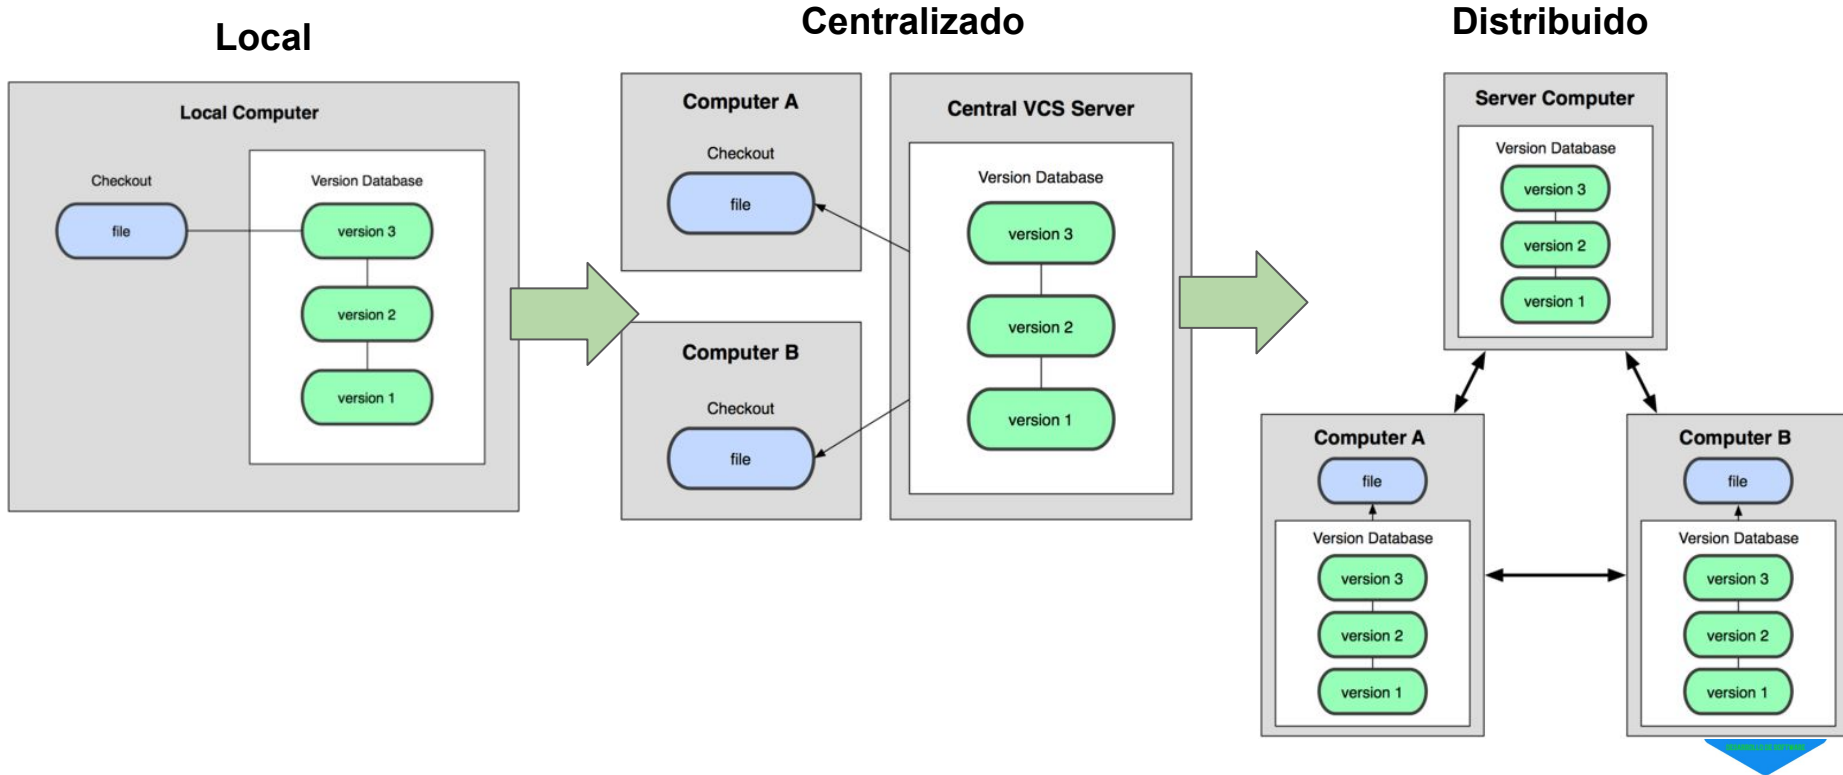 Local
Local Computer
Checkout
file
Version Database
version 3
version 2
version 1
Centralizado
Computer A
Checkout
file
Computer B
Checkout
file
Central VCS Server
Version Database
version 3
version 2
version 1
Distribuido
Server Computer
Version Database
version 3
version 2
version 1
Computer A
file
Version Database
version 3
version 2
version 1
Computer B
file
Version Database
version 3
version 2
version 1
DESARROLLO DE SOFTWARE